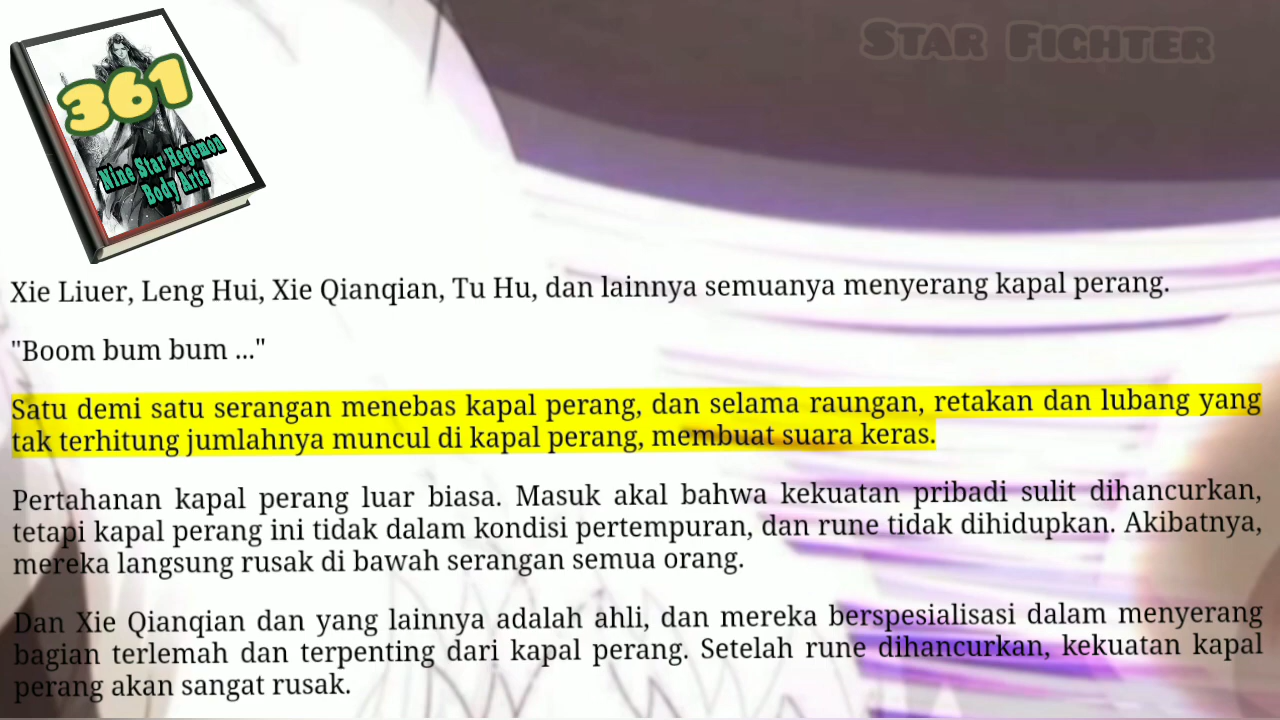 Star Fighter
361
Nine Star Hegemon
Body Arts
Xie Liuer, Leng Hui, Xie Qianqian, Tu Hu, dan lainnya semuanya menyerang kapal perang.
"Boom bum bum ..."
Satu demi satu serangan menebas kapal perang, dan selama raungan, retakan dan lubang yang
tak terhitung jumlahnya muncul di kapal perang, membuat suara keras.
Pertahanan kapal perang luar biasa. Masuk akal bahwa kekuatan pribadi sulit dihancurkan,
tetapi kapal perang ini tidak dalam kondisi pertempuran, dan rune tidak dihidupkan. Akibatnya,
mereka langsung rusak di bawah serangan semua orang.
Dan Xie Qianqian dan yang lainnya adalah ahli, dan mereka berspesialisasi dalam menyerang
bagian terlemah dan terpenting dari kapal perang. Setelah rune dihancurkan, kekuatan kapal
perang akan sangat rusak.